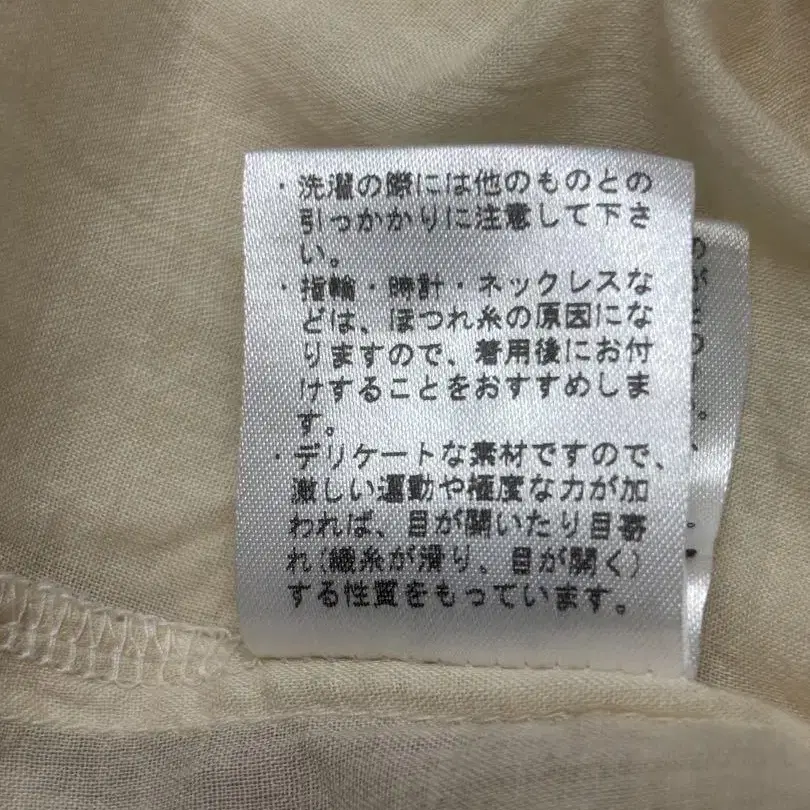 ・洗濯の際には他のものとの
引っかかりに注意して下さ
い。
・指輪・時計・ネックレスな
どは、ほつれ糸の原因にな
りますので、着用後にお付
けすることをおすすめしま
す。
・デリケートな素材ですので、
激しい運動や極度な力が加
われば、目が開いたり目寄
れ(織糸が滑り、目が開く)
する性質をもっています。